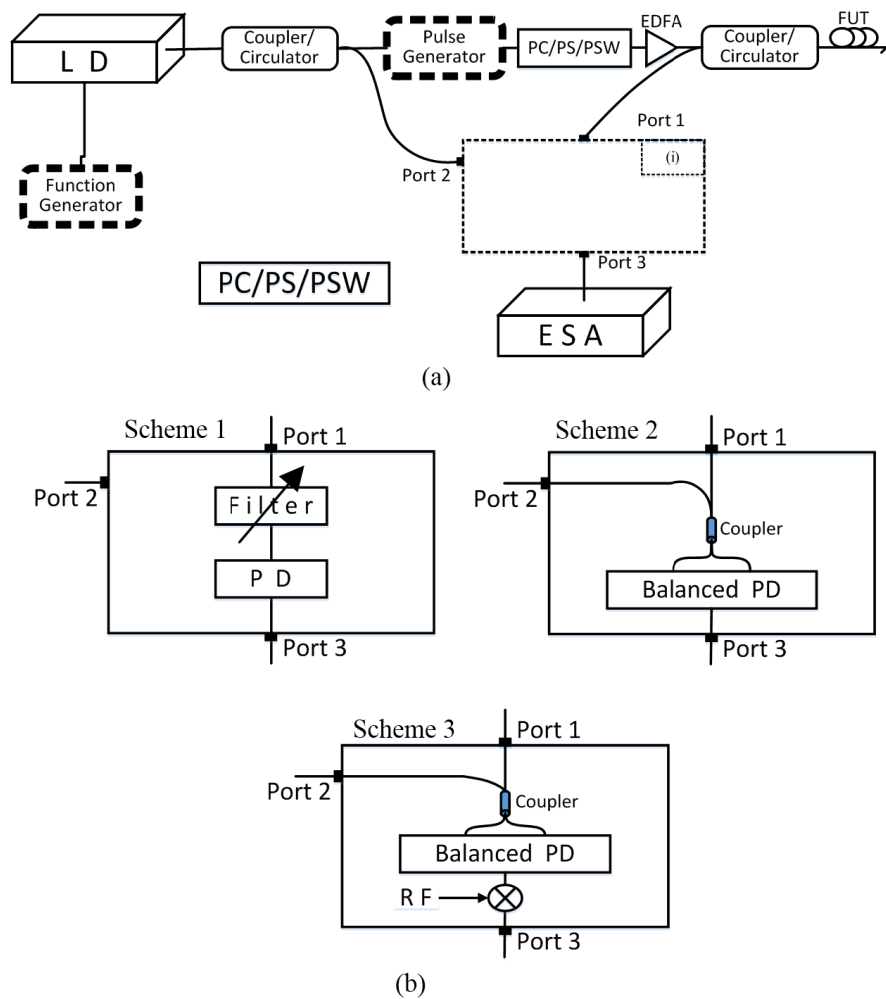 L D
Coupler/
Circulator
Pulse
Generator
PC/PS/PSW
EDFA
Coupler/
Circulator
FUT
Port 1
(i)
Port 2
Function
Generator
Port 3
PC/PS/PSW
E S A
(a)
Scheme 1
Port 1
Port 2
Filter
P D
Port 3
Scheme 2
Port 1
Port 2
Coupler
Balanced PD
Port 3
Scheme 3
Port 1
Port 2
Coupler
Balanced PD
R F
Port 3
(b)